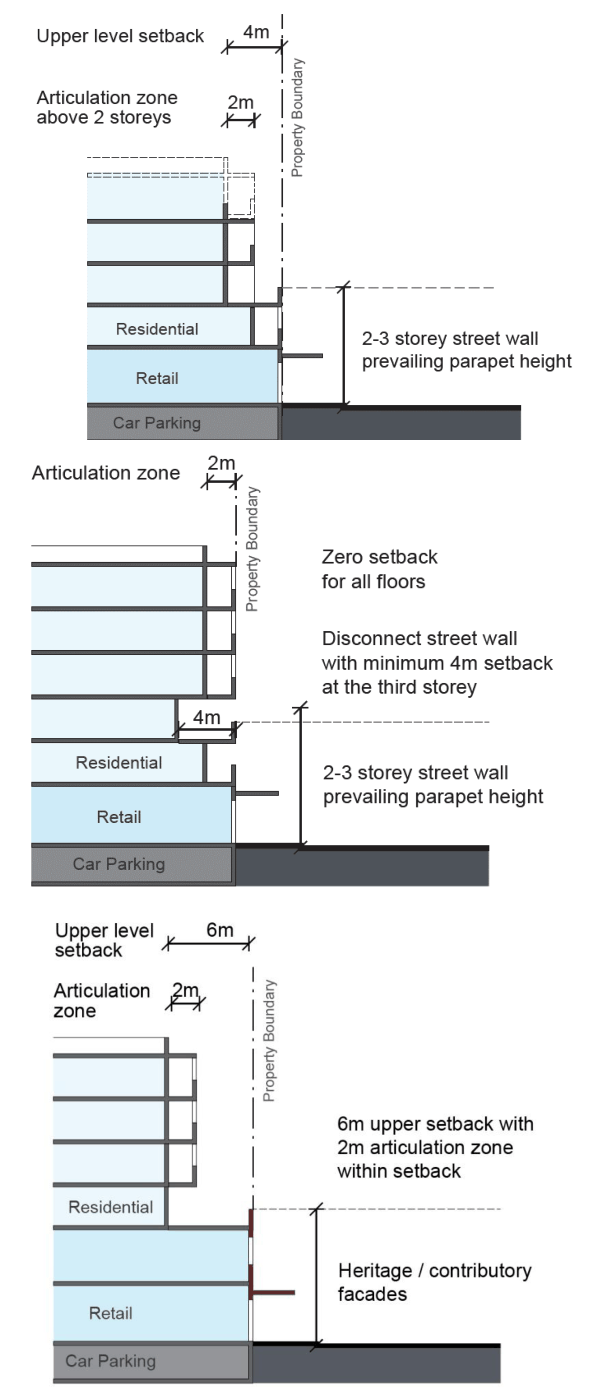 Upper level setback
4m
Articulation zone
above 2 storeys
2m
Property Boundary
Residential
Retail
Car Parking
2-3 storey street wall
prevailing parapet height
Articulation zone
2m
Property Boundary
Zero setback
for all floors
Disconnect street wall
with minimum 4m setback
at the third storey
4m
Residential
Retail
Car Parking
2-3 storey street wall
prevailing parapet height
Upper level
setback
6m
Articulation
zone
2m
Property Boundary
6m upper setback with
2m articulation zone
within setback
Residential
Retail
Car Parking
Heritage / contributory
facades